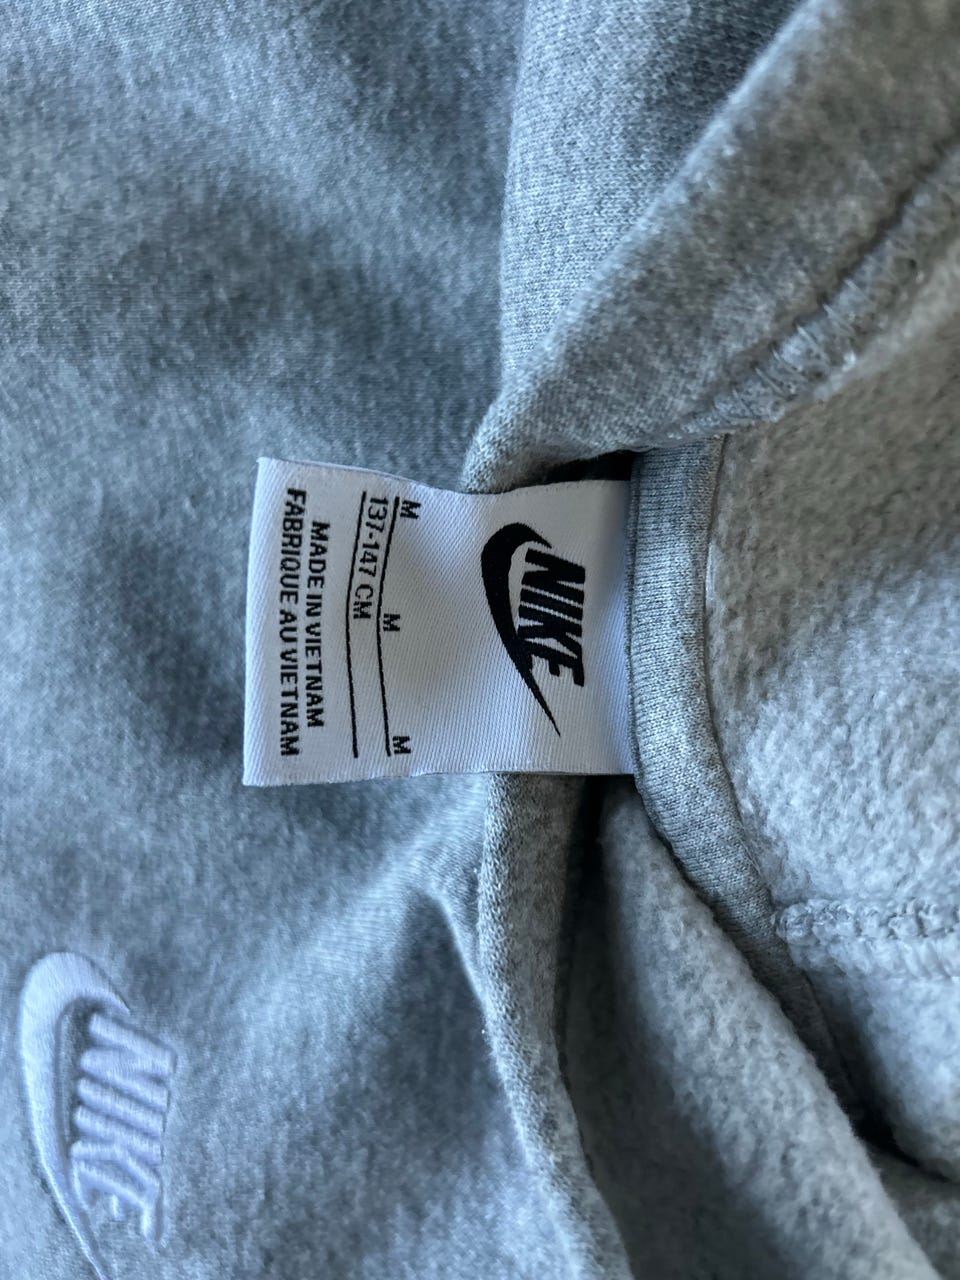 NIKE
M M M
137-147 CM
MADE IN VIETNAM
FABRIQUE AU VIETNAM
NIKE